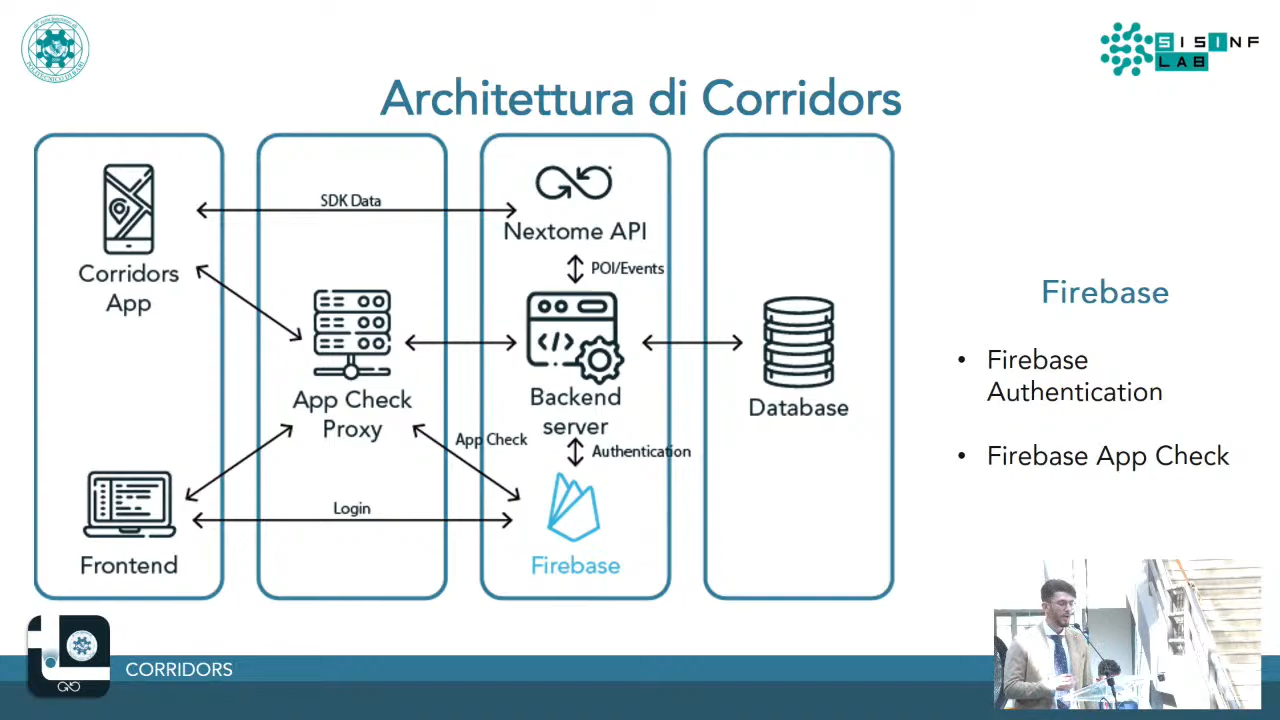 SISINF
LAB
Architettura di Corridors
SDK Data
Nextome API
POI/Events
Corridors
App
App Check
Proxy
Backend
server
Database
App Check
Authentication
Login
Frontend
Firebase
Firebase
• Firebase
Authentication
• Firebase App Check
CORRIDORS